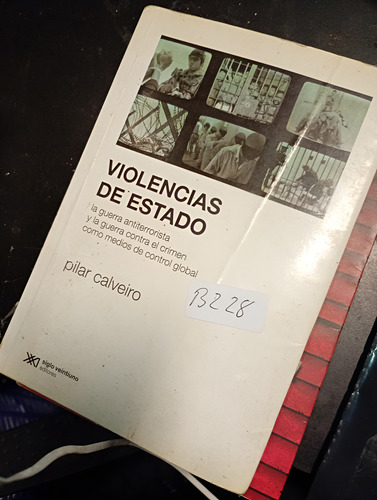 VIOLENCIAS
DE ESTADO
la guerra antiterrorista
y la guerra contra el crimen
como medios de control global
pilar calveiro
B228
siglo veintiuno
editores